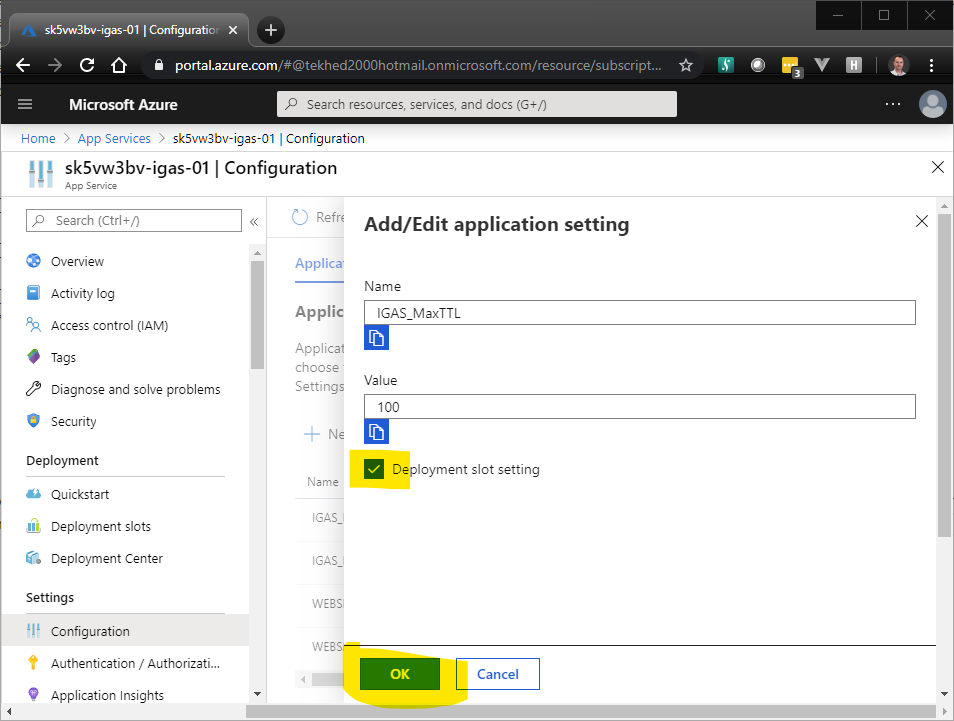 sk5vw3bv-igas-01 | Configuration
portal.azure.com/#@tekhed2000hotmail.onmicrosoft.com/resource/subscript...
3
H
Microsoft Azure
Search resources, services, and docs (G+/)
Home > App Services > sk5vw3bv-igas-01 | Configuration
sk5vw3bv-igas-01 | Configuration
App Service
Search (Ctrl+/)
Overview
Activity log
Access control (IAM)
Tags
Diagnose and solve problems
Security
Deployment
Quickstart
Deployment slots
Deployment Center
Settings
Configuration
Authentication / Authorizati...
Application Insights
Refre
Applica
Applic
Applicat
choose
Settings
Ne
Name
IGAS_
IGAS_
WEBS
WEBS
Add/Edit application setting
Name
IGAS_MaxTTL
Value
100
Deployment slot setting
OK
Cancel